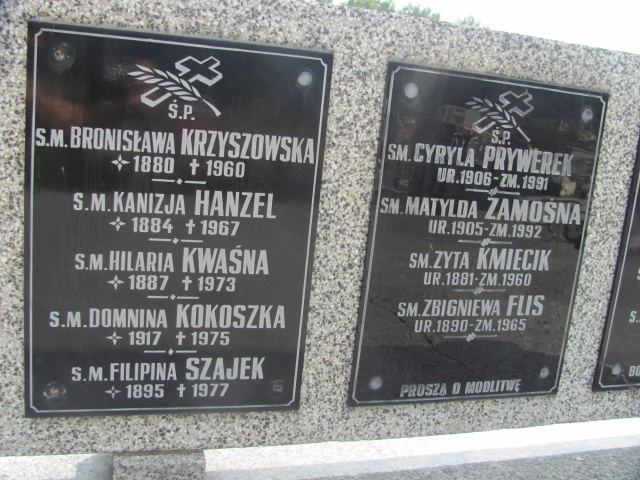 Ś.P.
S.M. BRONISŁAWA KRZYSZOWSKA
1880 † 1960
S.M. KANIZJA HANZEL
1884 † 1967
S.M. HILARIA KWAŚNA
1887 † 1973
S.M. DOMNINA KOKOSZKA
1917 † 1975
S.M. FILIPINA SZAJEK
1895 † 1977
Ś.P.
SM. CYRYLA PRYWEREK
UR. 1906 - ZM. 1991
SM. MATYLDA ZAMOŚNA
UR. 1905 - ZM. 1992
SM. ZYTA KMIECIK
UR. 1881 - ZM. 1960
SM. ZBIGNIEWA FLIS
UR. 1890 - ZM. 1965
PROSZĄ O MODLITWĘ